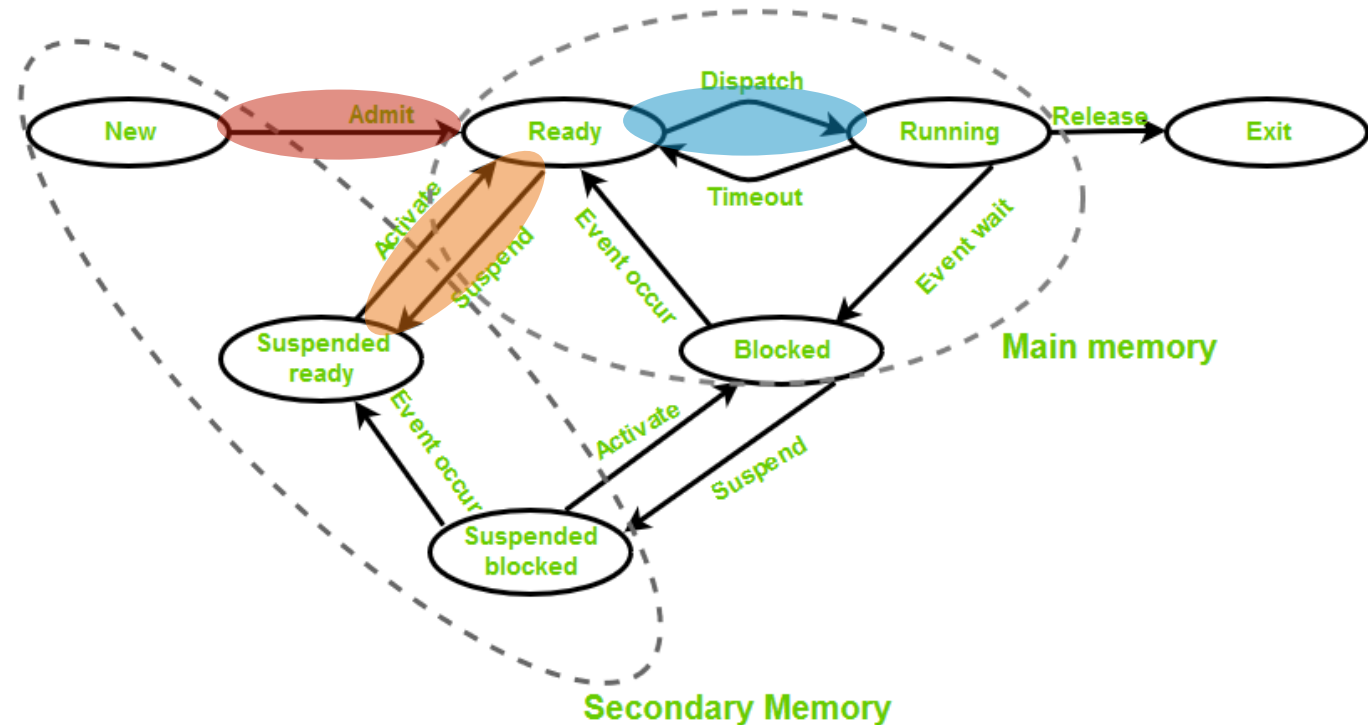 Dispatch
Admit
Release
New
Ready
Running
Exit
Timeout
Activate
Suspend
Event occur
Event wait
Suspended
ready
Blocked
Main memory
Event occur
Activate
Suspend
Suspended
blocked
Secondary Memory